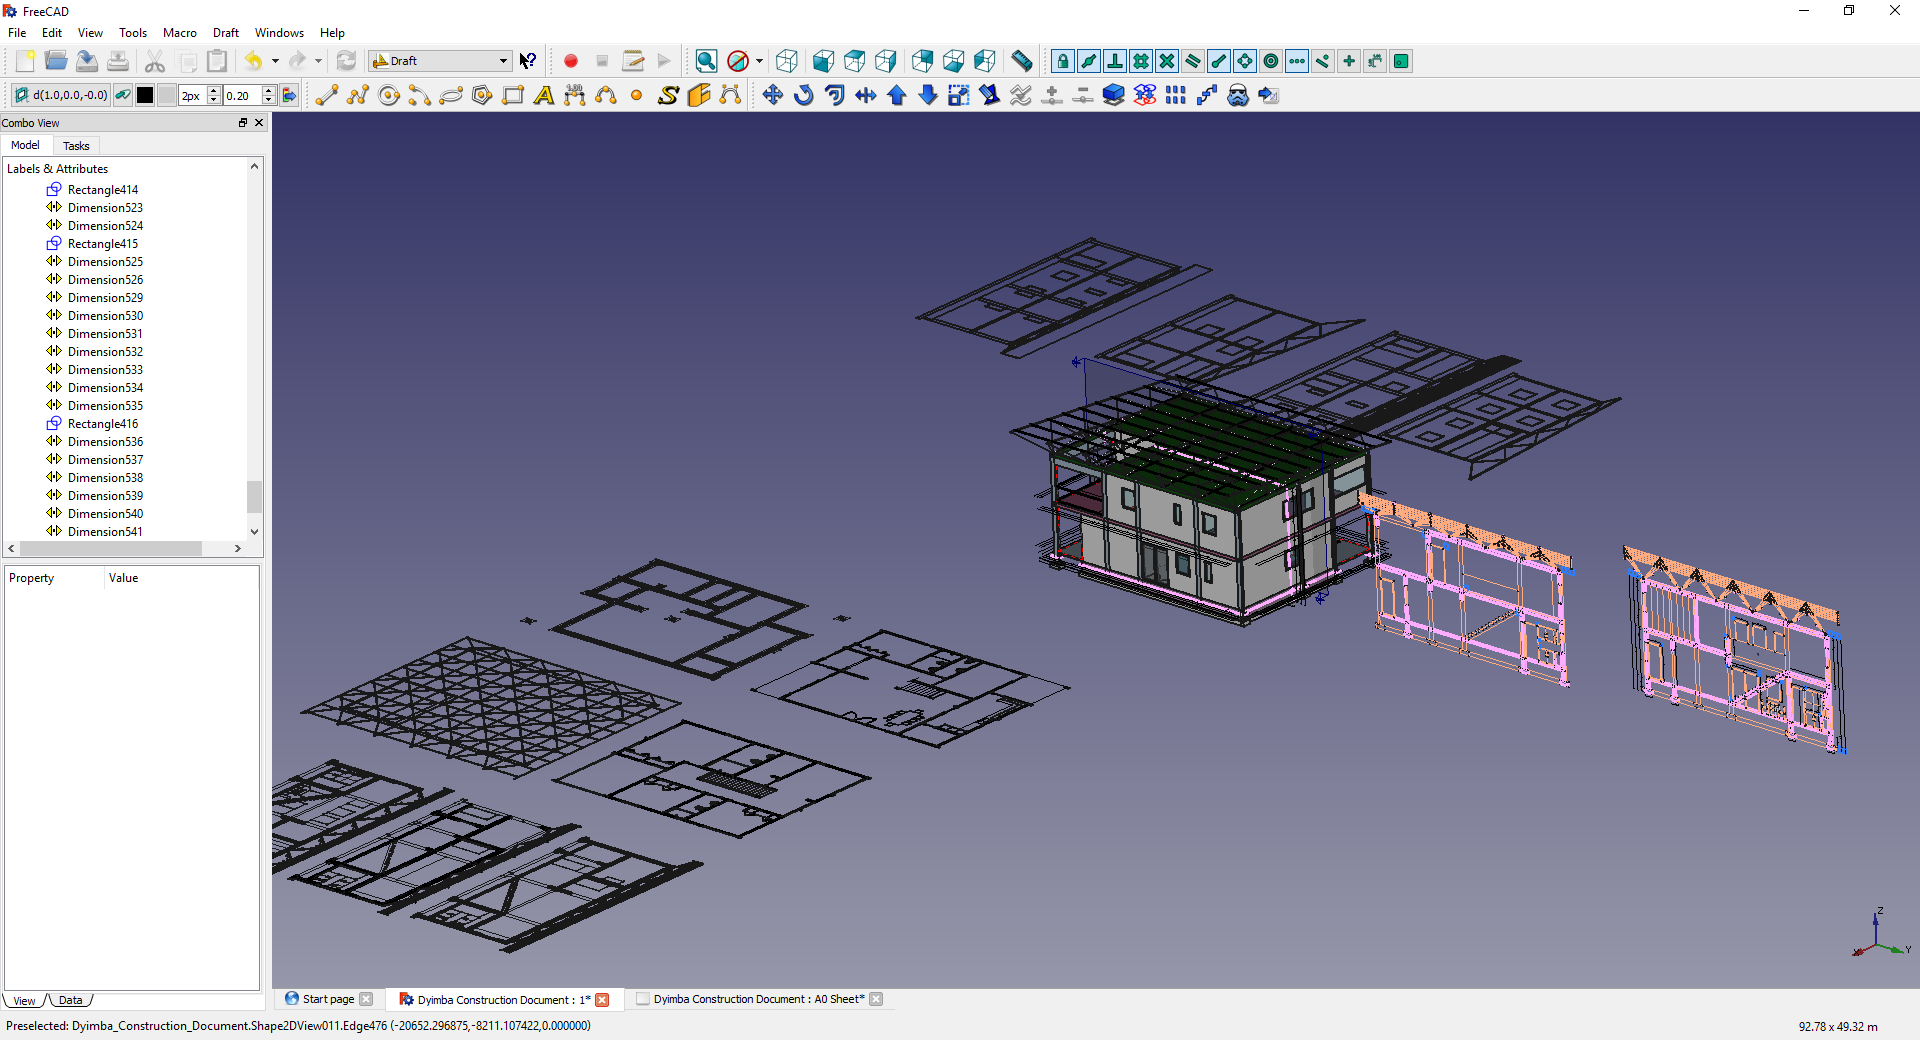 FreeCAD
File Edit View Tools Macro Draft Windows Help
Draft
d(1.0,0.0,-0.0) 2px 0.20
Combo View
Model Tasks
Labels & Attributes
Rectangle414
Dimension523
Dimension524
Rectangle415
Dimension525
Dimension526
Dimension529
Dimension530
Dimension531
Dimension532
Dimension533
Dimension534
Dimension535
Rectangle416
Dimension536
Dimension537
Dimension538
Dimension539
Dimension540
Dimension541
Property Value
Z
Y
X
View Data
Start page Dyimba Construction Document : 1* Dyimba Construction Document : A0 Sheet*
Preselected: Dyimba_Construction_Document.Shape2DView011.Edge476 (-20652.296875,-8211.107422,0.000000)
92.78 x 49.32 m